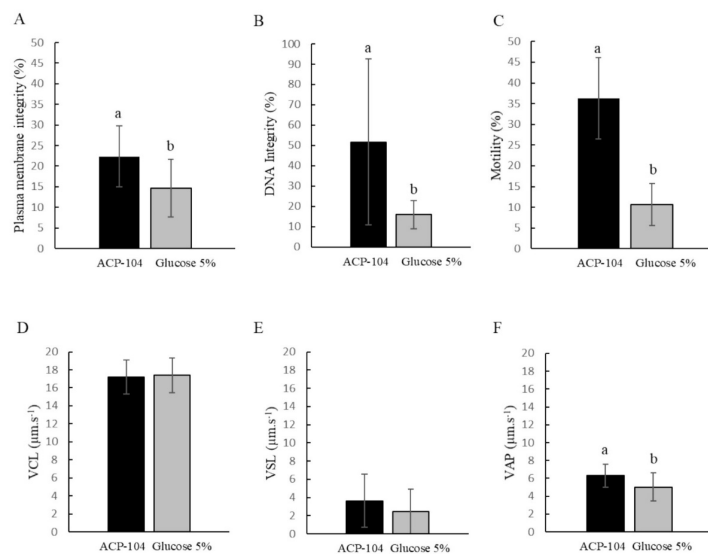 A
Plasma membrane integrity (%)
50
45
40
35
30
25
20
15
10
5
0
a
b
ACP-104 Glucose 5%
B
DNA Integrity (%)
100
90
80
70
60
50
40
30
20
10
0
a
b
ACP-104 Glucose 5%
C
Motility (%)
50
45
40
35
30
25
20
15
10
5
0
a
b
ACP-104 Glucose 5%
D
VCL (µm.s⁻¹)
20
18
16
14
12
10
8
6
4
2
0
ACP-104 Glucose 5%
E
VSL (µm.s⁻¹)
20
18
16
14
12
10
8
6
4
2
0
ACP-104 Glucose 5%
F
VAP (µm.s⁻¹)
20
18
16
14
12
10
8
6
4
2
0
a
b
ACP-104 Glucose 5%